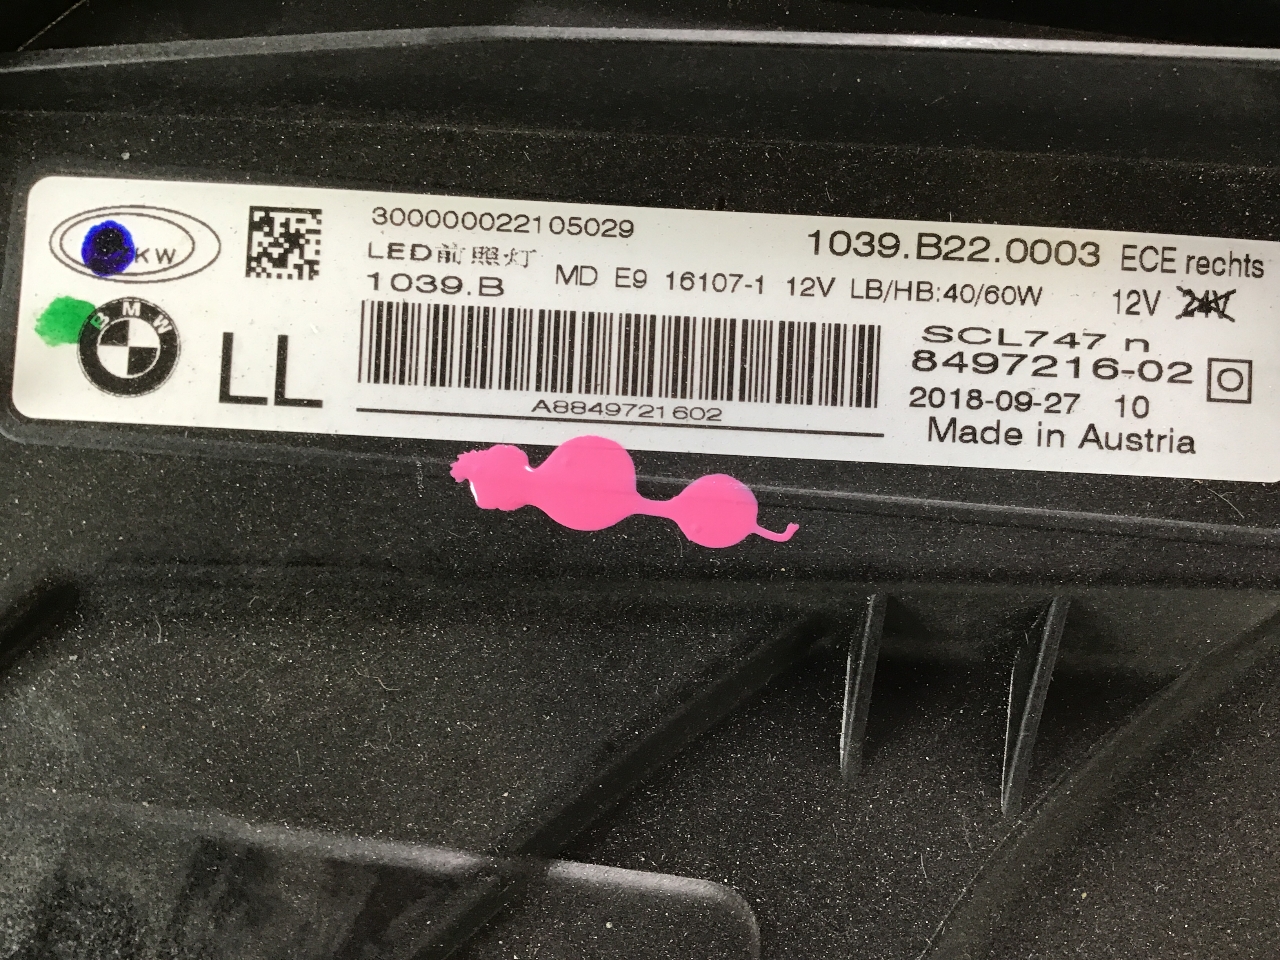 300000022105029
LED前照灯
1039.B
MD E9 16107-1 12V LB/HB:40/60W
1039.B22.0003 ECE rechts
12V 24V
KW
BMW
LL
A8849721602
SCL747 n
8497216-02
2018-09-27 10
Made in Austria